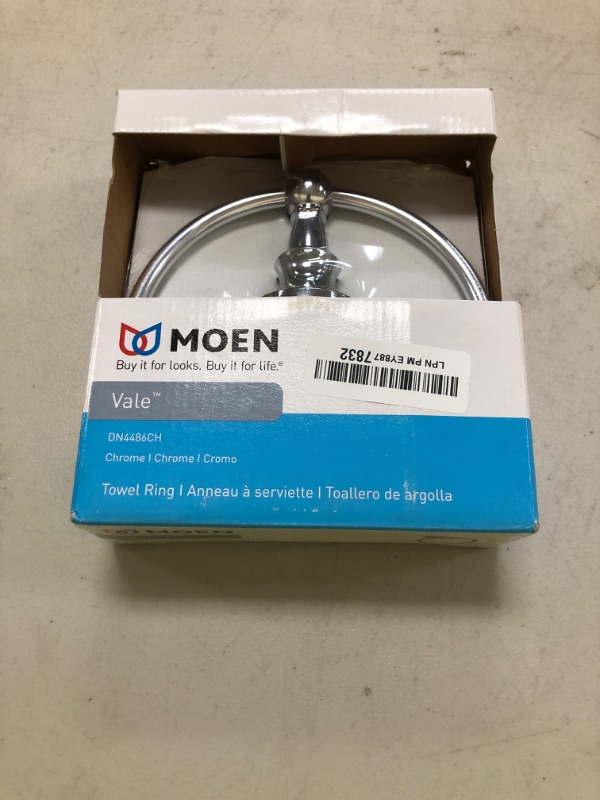 MOEN
Buy it for looks. Buy it for life.®
LPN PM EY887 7832
Vale™
DN4486CH
Chrome | Chrome | Cromo
Towel Ring | Anneau à serviette | Toallero de argolla
MOEN